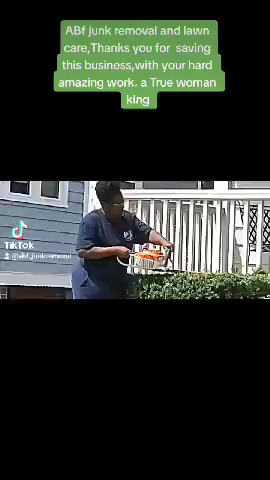 ABf junk removal and lawn
care,Thanks you for saving
this business,with your hard
amazing work. a True woman
king
TikTok